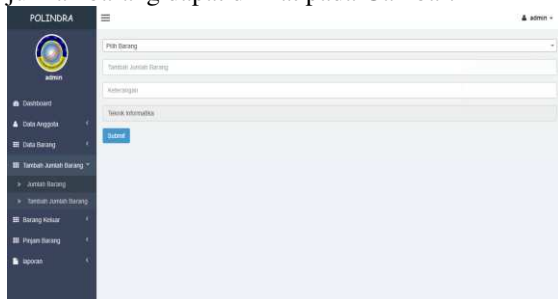 POLINDRA
admin
admin
Dashboard
Data Anggota
Data Barang
Tambah Jumlah Barang
Jumlah Barang
Tambah Jumlah Barang
Barang Keluar
Pinjam Barang
laporan
Pilih Barang
Tambah Jumlah Barang
Keterangan
Teknik Informatika
Submit